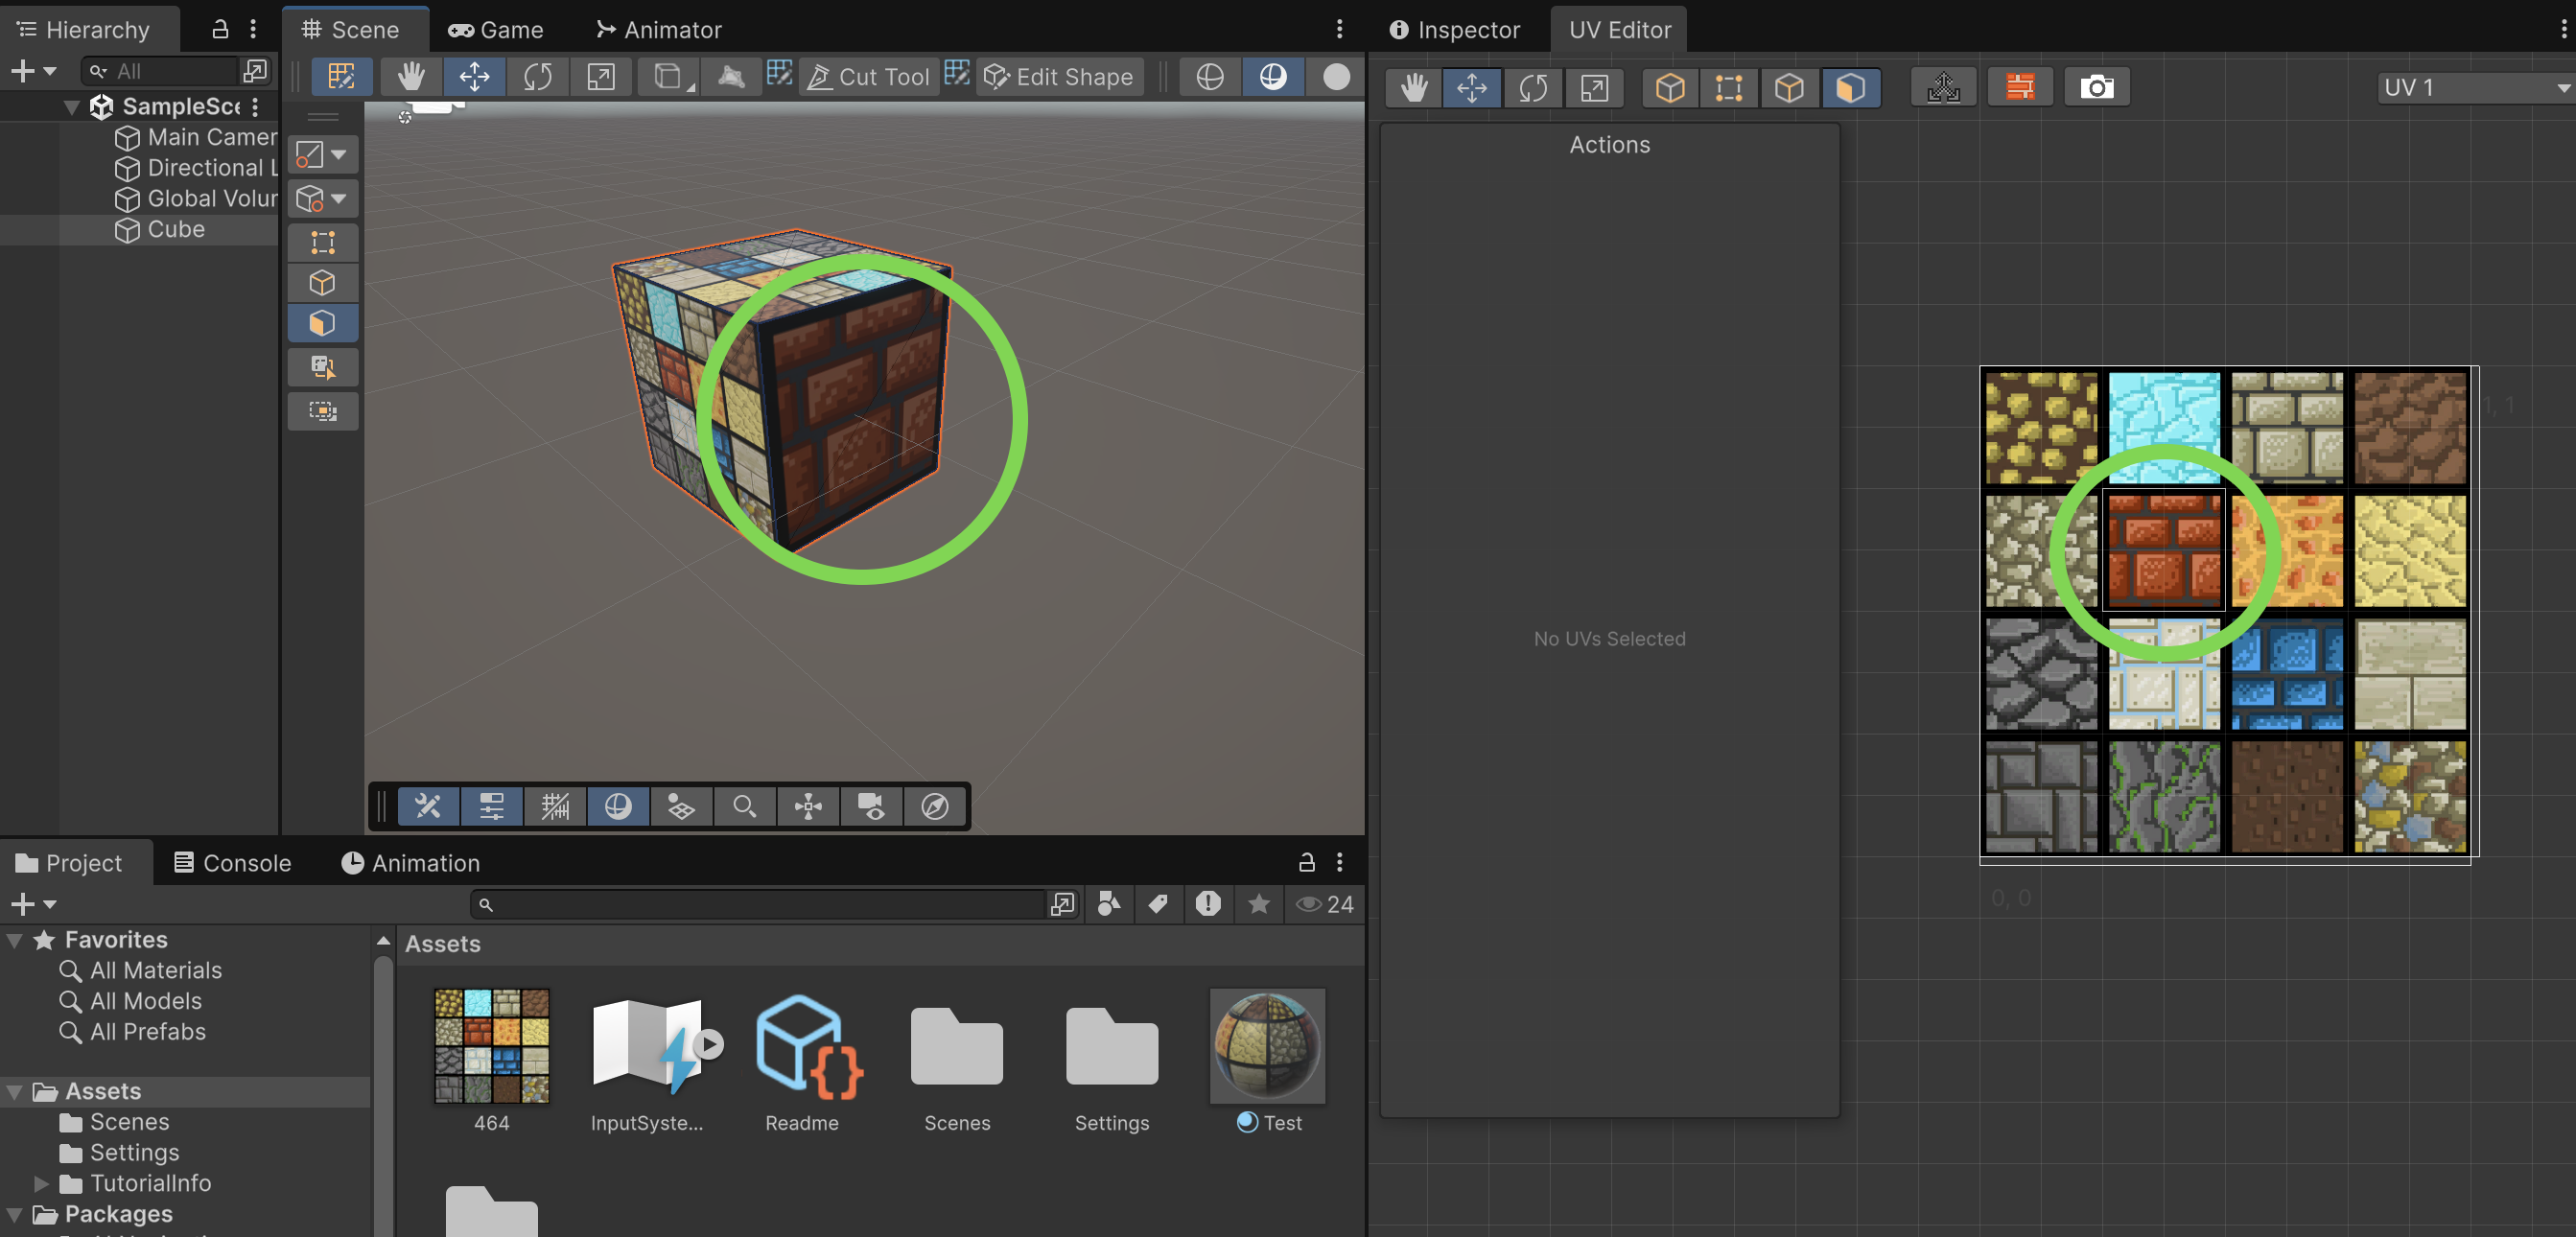 Hierarchy
All
SampleSce
Main Camer
Directional L
Global Volur
Cube
Scene
Game
Animator
Cut Tool
Edit Shape
Inspector
UV Editor
UV 1
Actions
No UVs Selected
1, 1
0, 0
Project
Console
Animation
24
Favorites
All Materials
All Models
All Prefabs
Assets
Scenes
Settings
TutorialInfo
Packages
Assets
464
InputSyste...
Readme
Scenes
Settings
Test